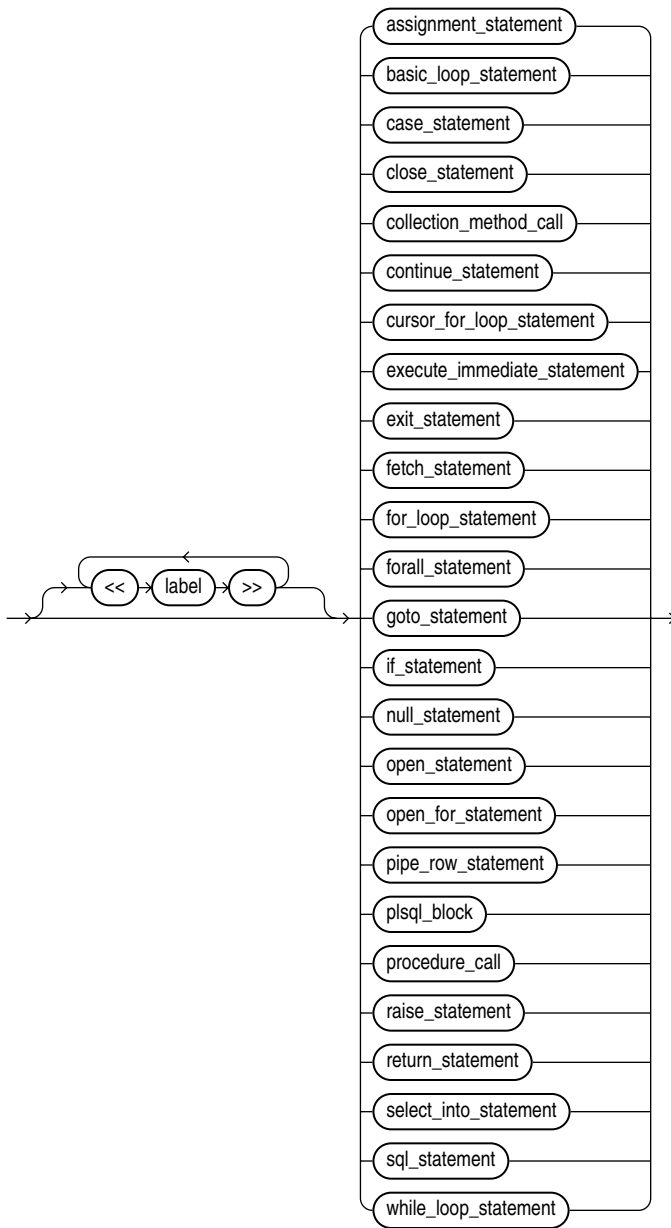 assignment_statement
basic_loop_statement
case_statement
close_statement
collection_method_call
continue_statement
cursor_for_loop_statement
execute_immediate_statement
exit_statement
fetch_statement
for_loop_statement
forall_statement
<< label >>
goto_statement
if_statement
null_statement
open_statement
open_for_statement
pipe_row_statement
plsql_block
procedure_call
raise_statement
return_statement
select_into_statement
sql_statement
while_loop_statement